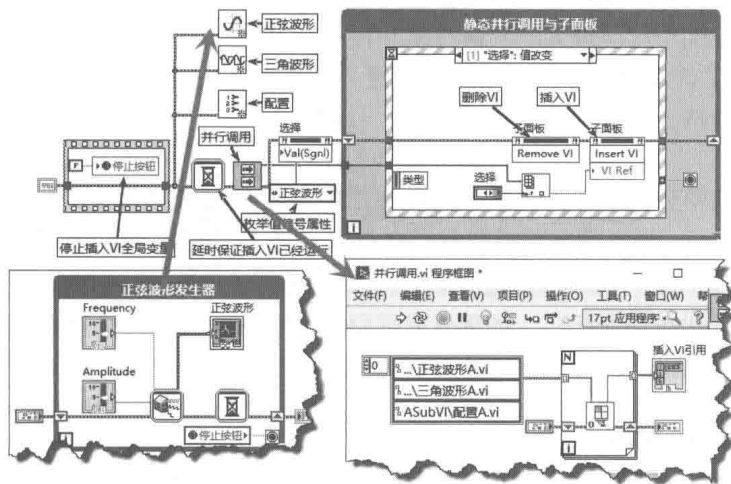 正弦波形
三角波形
配置
并行调用
选择
Val(Sgnl)
正弦波形
枚举值信号属性
延时保证插入VI已经运行
F
停止按钮
停止插入VI全局变量
静态并行调用与子面板
[1] "选择": 值改变
删除VI
插入VI
子面板
子面板
Remove VI
Insert VI
VI Ref
类型
选择
i
正弦波形发生器
Frequency
正弦波形
Amplitude
停止按钮
i
并行调用.vi 程序框图 *
文件(F) 编辑(E) 查看(V) 项目(P) 操作(O) 工具(T) 窗口(W) 帮
17pt 应用程序
0
...\正弦波形A.vi
...\三角波形A.vi
ASubVI\配置A.vi
N
i
插入VI引用